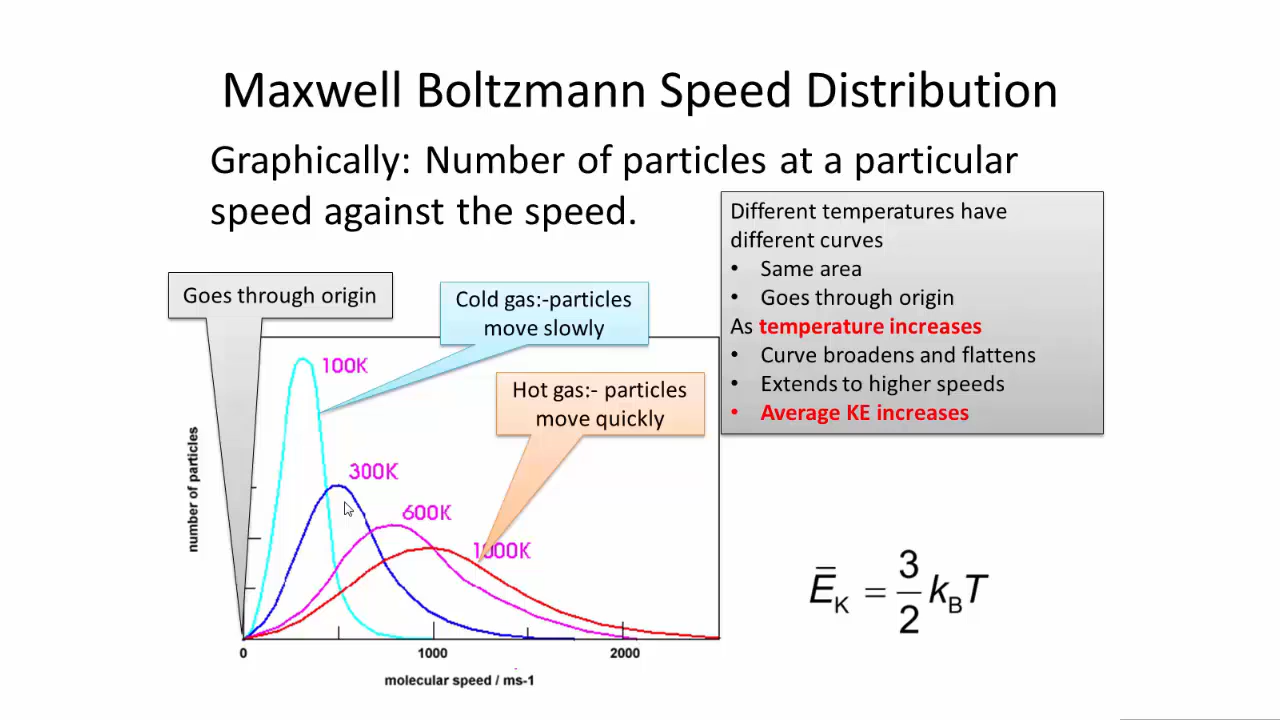 Maxwell Boltzmann Speed Distribution
Graphically: Number of particles at a particular
speed against the speed.
Different temperatures have
different curves
• Same area
• Goes through origin
As temperature increases
• Curve broadens and flattens
• Extends to higher speeds
• Average KE increases
Goes through origin
Cold gas:-particles
move slowly
Hot gas:- particles
move quickly
100K
300K
600K
1000K
number of particles
0 1000 2000
molecular speed / ms-1
ĒK = 3/2 kBT